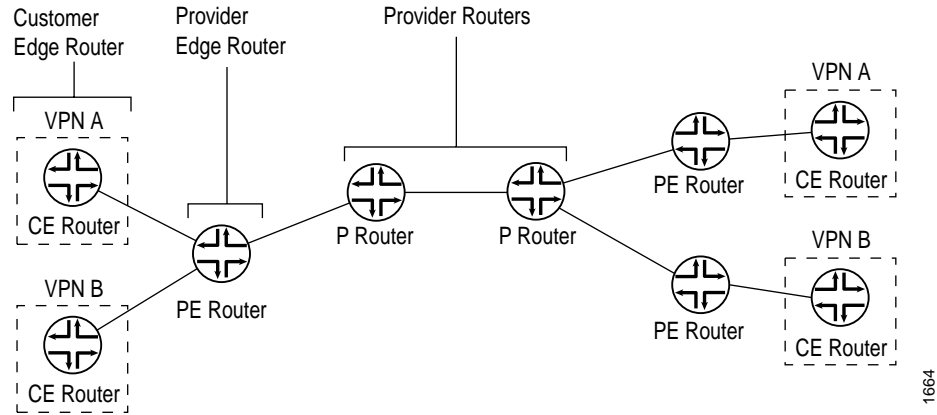 Customer
Edge Router
Provider
Edge Router
Provider Routers
VPN A
CE Router
VPN B
CE Router
PE Router
P Router
P Router
PE Router
VPN A
CE Router
PE Router
VPN B
CE Router
1664